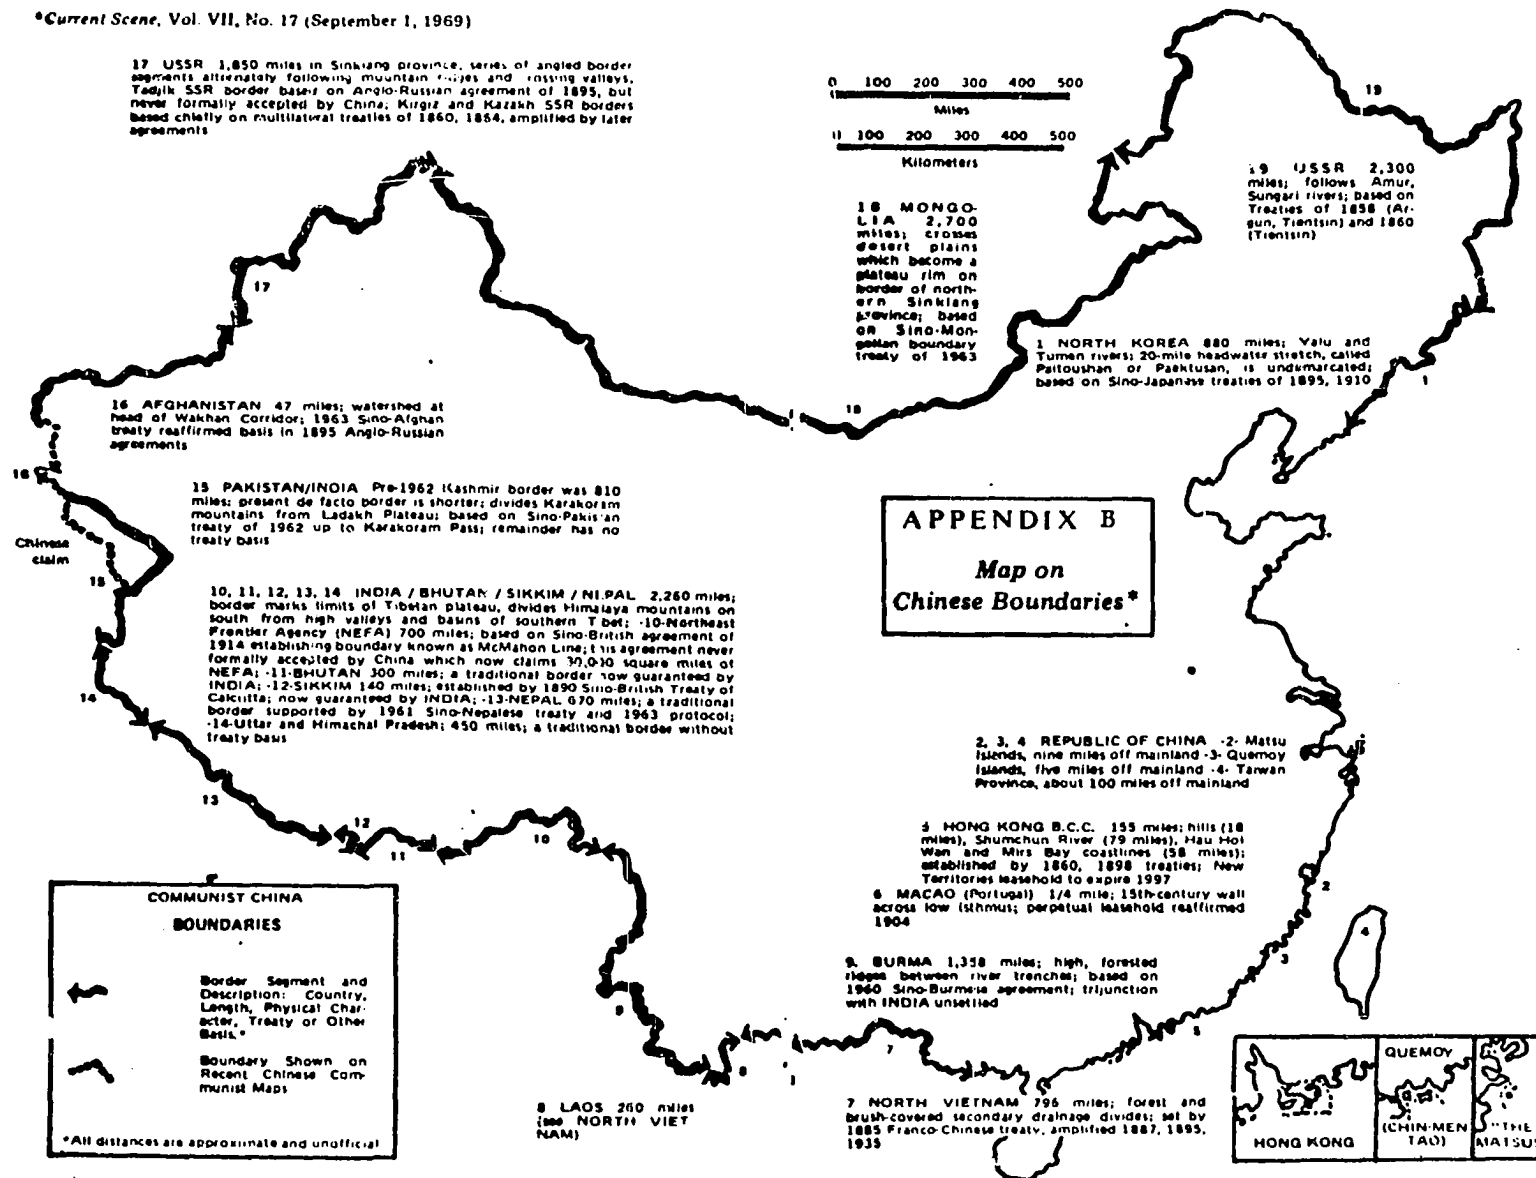 *Current Scene, Vol. VII, No. 17 (September 1, 1969)
17 USSR 1,850 miles in Sinkiang province, series of angled border
segments alternately following mountain ridges and crossing valleys,
Tadjik SSR border based on Anglo-Russian agreement of 1895, but
never formally accepted by China; Kirgiz and Kazakh SSR borders
based chiefly on multilateral treaties of 1860, 1864, amplified by later
agreements
0 100 200 300 400 500
Miles
0 100 200 300 400 500
Kilometers
19
19 USSR 2,300
miles; follows Amur,
Sungari rivers; based on
Treaties of 1858 (Ar-
gun, Tientsin) and 1860
(Tientsin)
18 MONGO-
LIA 2,700
miles; crosses
desert plains
which become a
plateau rim on
border of north-
ern Sinkiang
province; based
on Sino-Mon-
golian boundary
treaty of 1963
17
1 NORTH KOREA 880 miles; Yalu and
Tumen rivers; 20-mile headwater stretch, called
Paitoushan or Paektusan, is undemarcated;
based on Sino-Japanese treaties of 1895, 1910
1
18
16 AFGHANISTAN 47 miles; watershed at
head of Wakhan Corridor; 1963 Sino-Afghan
treaty reaffirmed basis in 1895 Anglo-Russian
agreements
16
15 PAKISTAN/INDIA Pre-1962 Kashmir border was 810
miles; present de facto border is shorter; divides Karakoram
mountains from Ladakh Plateau; based on Sino-Pakistan
treaty of 1962 up to Karakoram Pass; remainder has no
treaty basis
Chinese
claim
15
APPENDIX B
Map on
Chinese Boundaries*
10, 11, 12, 13, 14 INDIA / BHUTAN / SIKKIM / NEPAL 2,260 miles;
border marks limits of Tibetan plateau, divides Himalaya mountains on
south from high valleys and basins of southern Tibet; -10-Northeast
Frontier Agency (NEFA) 700 miles; based on Sino-British agreement of
1914 establishing boundary known as McMahon Line; this agreement never
formally accepted by China which now claims 30,000 square miles of
NEFA; -11-BHUTAN 300 miles; a traditional border now guaranteed by
INDIA; -12-SIKKIM 140 miles; established by 1890 Sino-British Treaty of
Calcutta; now guaranteed by INDIA; -13-NEPAL 670 miles; a traditional
border supported by 1961 Sino-Nepalese treaty and 1963 protocol;
-14-Uttar and Himachal Pradesh; 450 miles; a traditional border without
treaty basis
14
2, 3, 4 REPUBLIC OF CHINA -2- Matsu
Islands, nine miles off mainland -3- Quemoy
Islands, five miles off mainland -4- Taiwan
Province, about 100 miles off mainland
13
12
11
10
5 HONG KONG B.C.C. 155 miles; hills (18
miles), Shumchun River (79 miles), Hau Hoi
Wan and Mirs Bay coastlines (58 miles);
established by 1860, 1898 treaties; New
Territories leasehold to expire 1997
2
6 MACAO (Portugal) 1/4 mile; 15th-century wall
across low isthmus; perpetual leasehold reaffirmed
1904
4
3
9. BURMA 1,358 miles; high, forested
ridges between river trenches; based on
1960 Sino-Burmese agreement; trijunction
with INDIA unsettled
9
8
7
5
COMMUNIST CHINA
BOUNDARIES
Border Segment and
Description: Country,
Length, Physical Char-
acter, Treaty or Other
Basis.*
Boundary Shown on
Recent Chinese Com-
munist Maps
*All distances are approximate and unofficial
8 LAOS 260 miles
(see NORTH VIET
NAM)
7 NORTH VIETNAM 796 miles; forest and
brush-covered secondary drainage divides; set by
1885 Franco-Chinese treaty, amplified 1887, 1895,
1935
HONG KONG
QUEMOY
(CHIN-MEN
TAO)
"THE
MATSUS